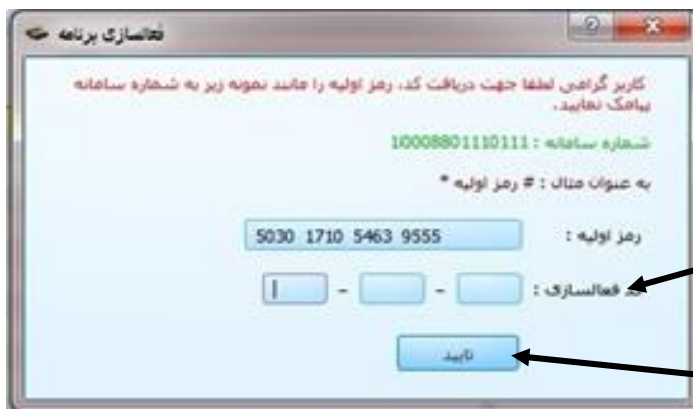 فعالسازی برنامه
کاربر گرامی لطفا جهت دریافت کد، رمز اولیه را مانند نمونه زیر به شماره سامانه
پیامک نمایید.
شماره سامانه : 10008801110111
به عنوان مثال : # رمز اولیه *
رمز اولیه : 5030 1710 5463 9555
کد فعالسازی : - -
تایید